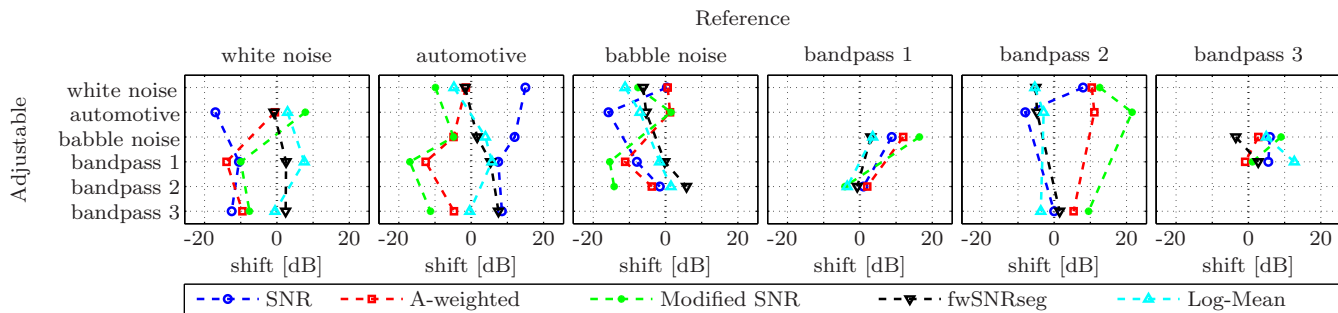 Reference
white noise automotive babble noise bandpass 1 bandpass 2 bandpass 3
Adjustable
white noise
automotive
babble noise
bandpass 1
bandpass 2
bandpass 3
-20 0 20 -20 0 20 -20 0 20 -20 0 20 -20 0 20 -20 0 20
shift [dB] shift [dB] shift [dB] shift [dB] shift [dB] shift [dB]
SNR A-weighted Modified SNR fwSNRseg Log-Mean